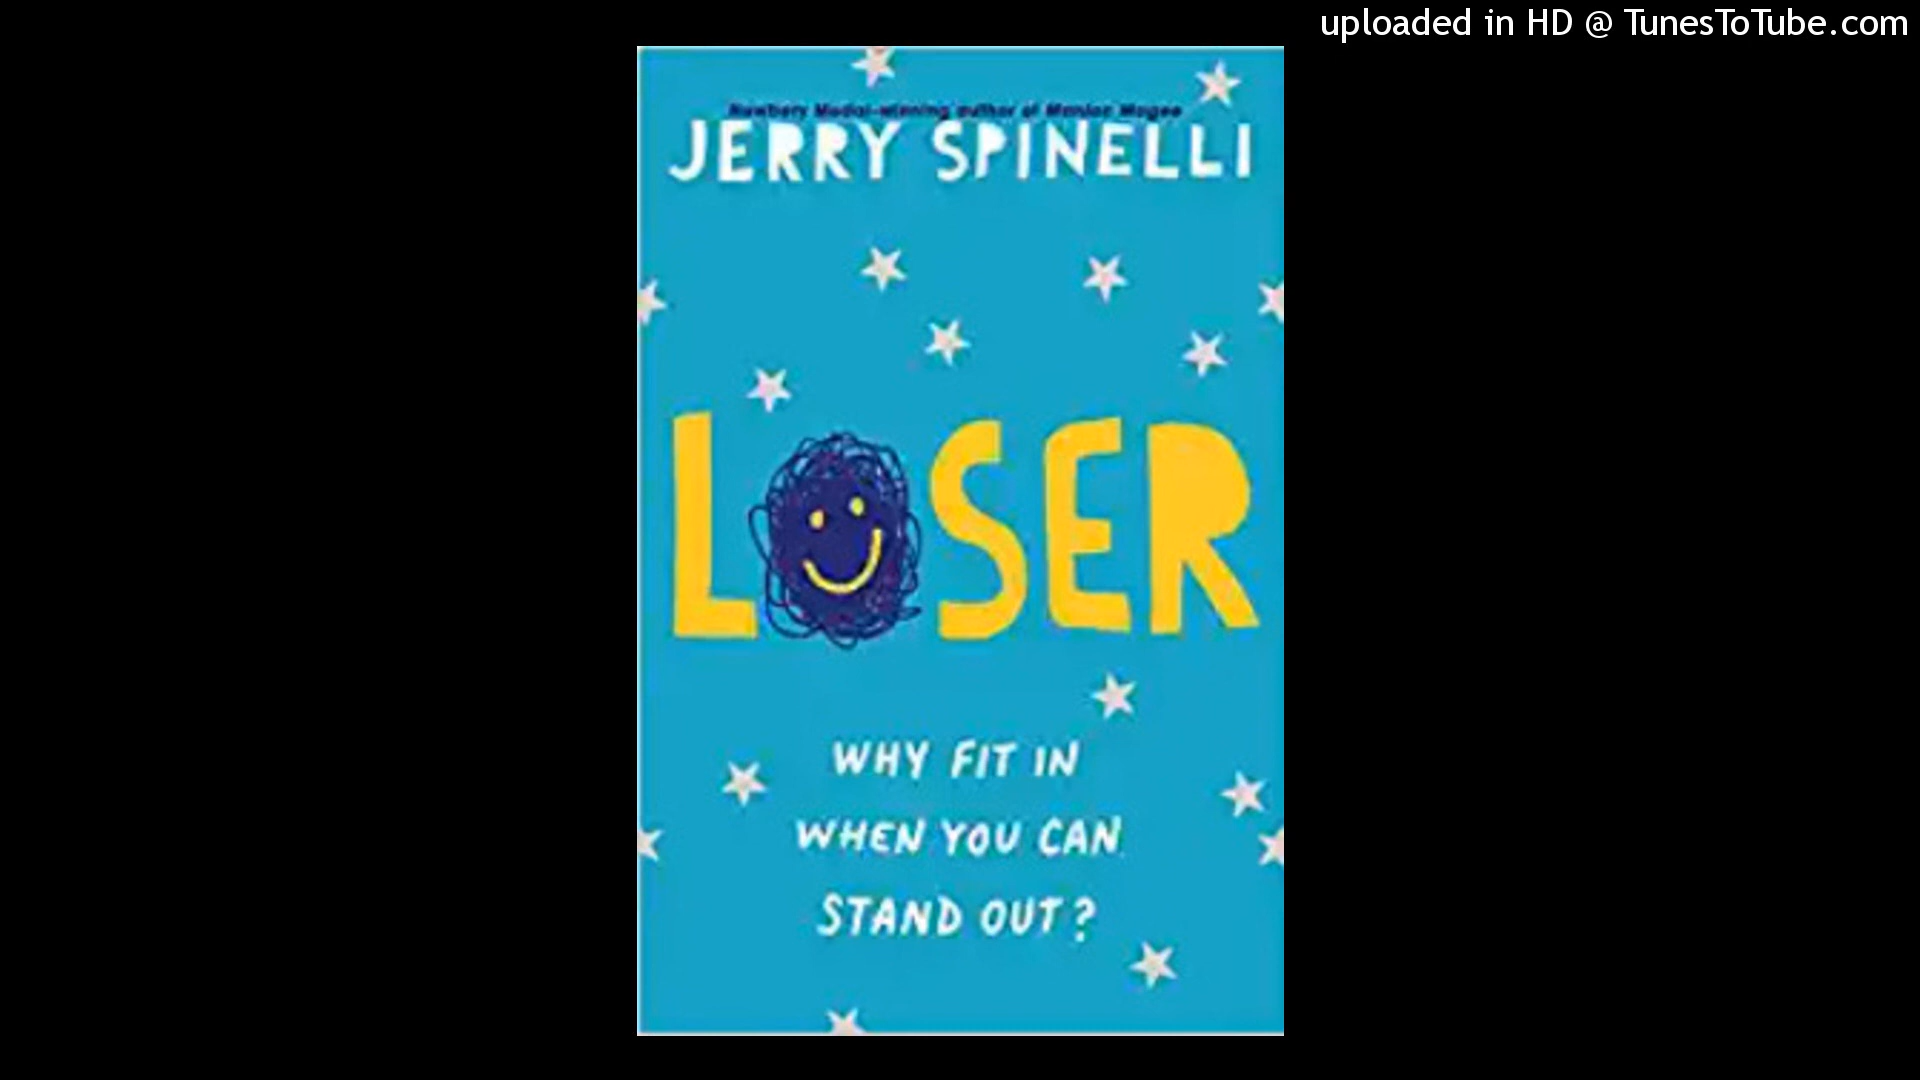 uploaded in HD @ TunesToTube.com
Newbery Medal-winning author of Maniac Magee
JERRY SPINELLI
LOSER
WHY FIT IN
WHEN YOU CAN
STAND OUT?